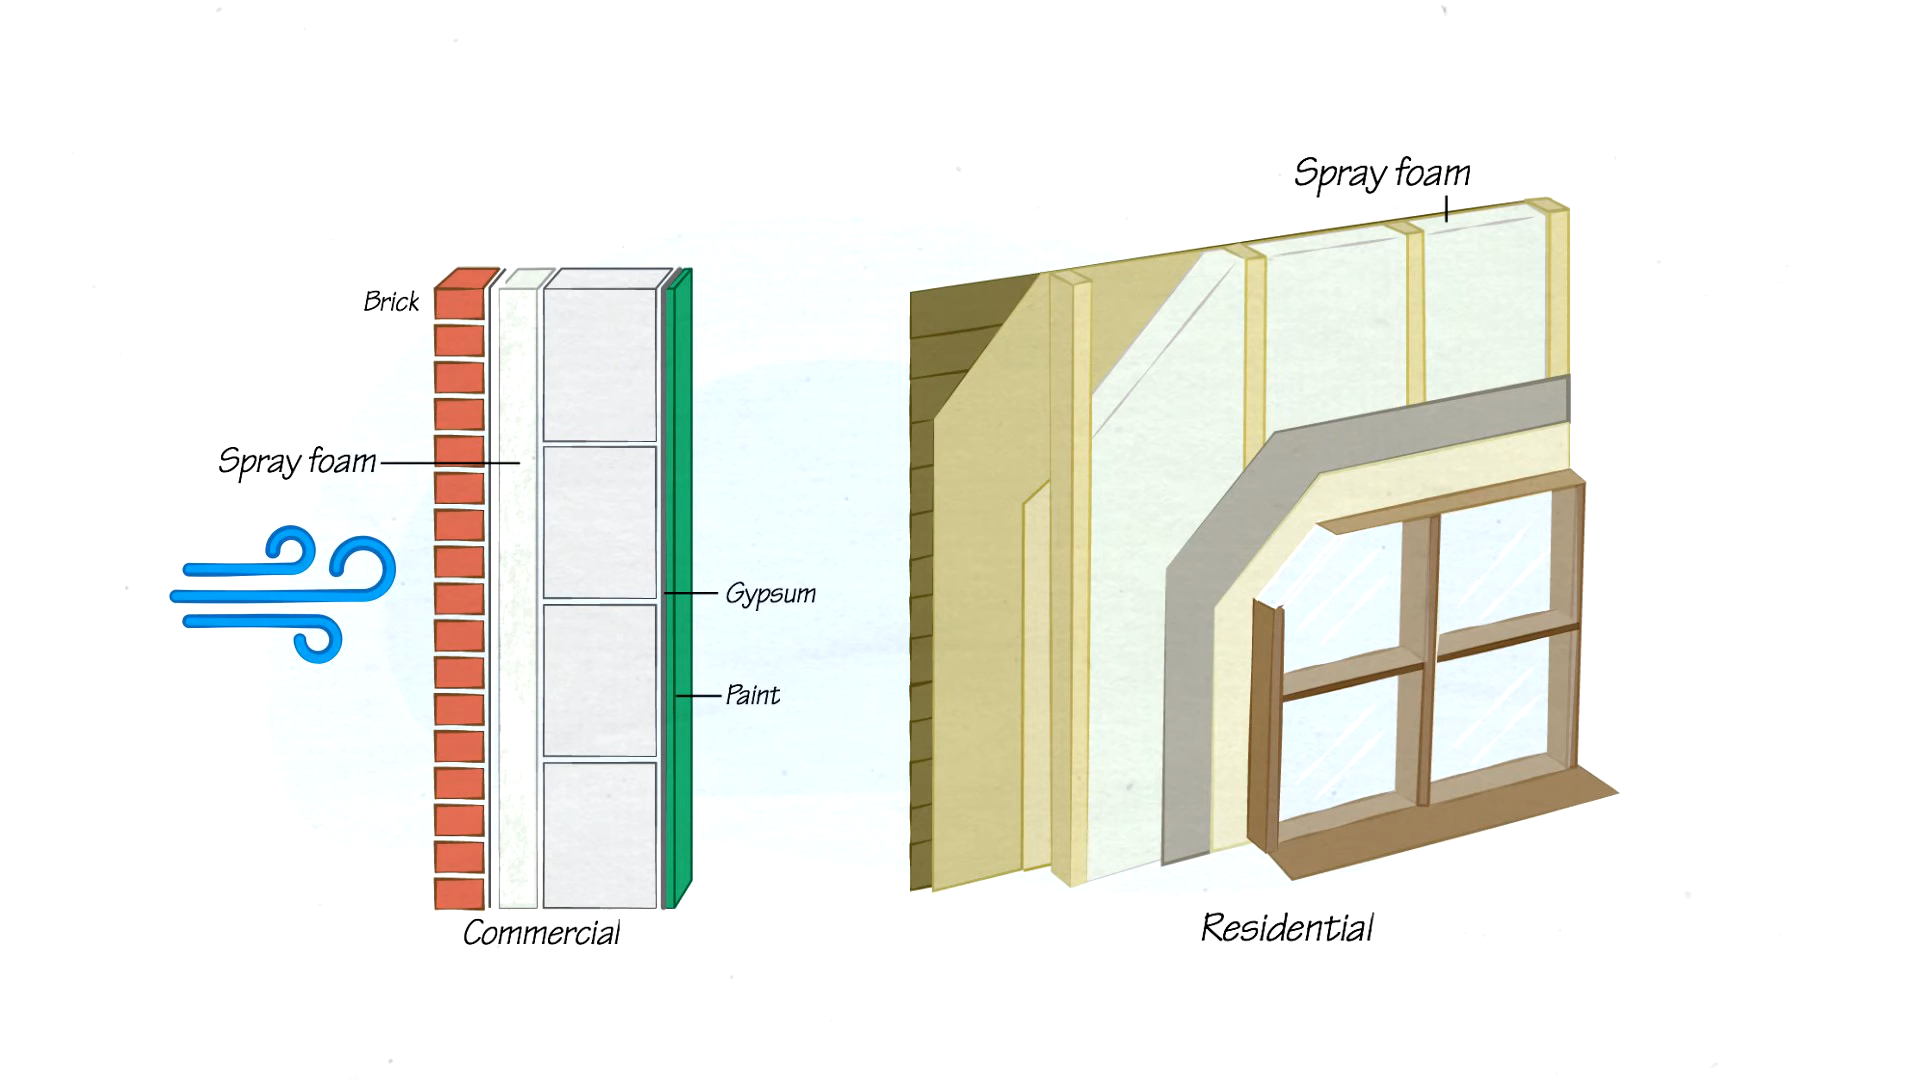 Spray foam
Brick
Spray foam
Gypsum
Paint
Commercial
Residential